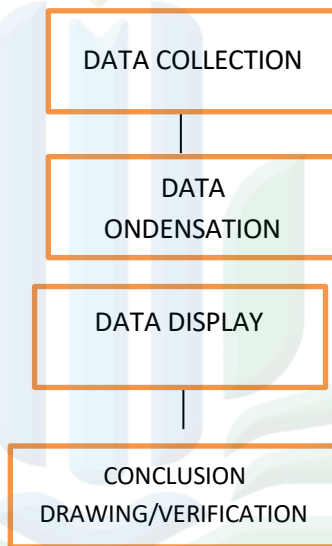 DATA COLLECTION
DATA
ONDENSATION
DATA DISPLAY
CONCLUSION
DRAWING/VERIFICATION